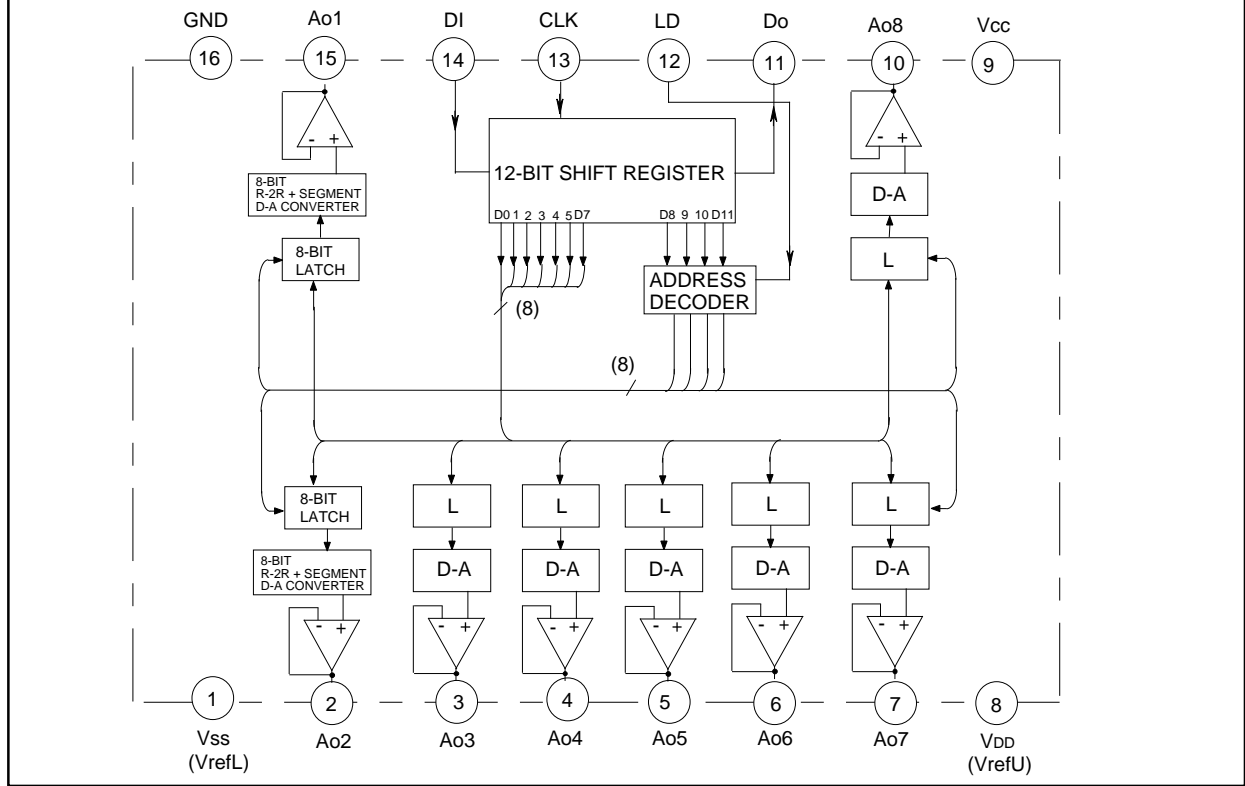 GND Ao1 DI CLK LD Do Ao8 Vcc
16 15 14 13 12 11 10 9
- +
- +
8-BIT
R-2R + SEGMENT
D-A CONVERTER
12-BIT SHIFT REGISTER
D-A
D0 1 2 3 4 5 D7 D8 9 10 D11
8-BIT
LATCH
L
ADDRESS
DECODER
(8)
(8)
8-BIT
LATCH
L L L L L
8-BIT
R-2R + SEGMENT
D-A CONVERTER
D-A D-A D-A D-A D-A
- + - + - + - + - + - +
1 2 3 4 5 6 7 8
Vss Ao2 Ao3 Ao4 Ao5 Ao6 Ao7 VDD
(VrefL) (VrefU)